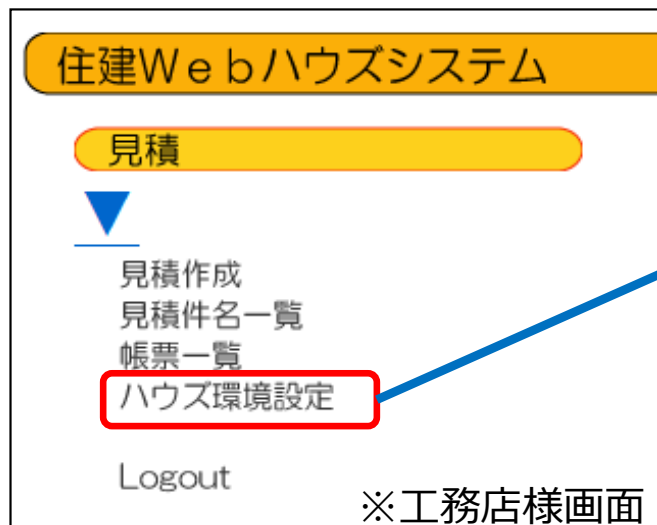 住建Ｗｅｂハウズシステム
見積
見積作成
見積件名一覧
帳票一覧
ハウズ環境設定
Logout
※工務店様画面